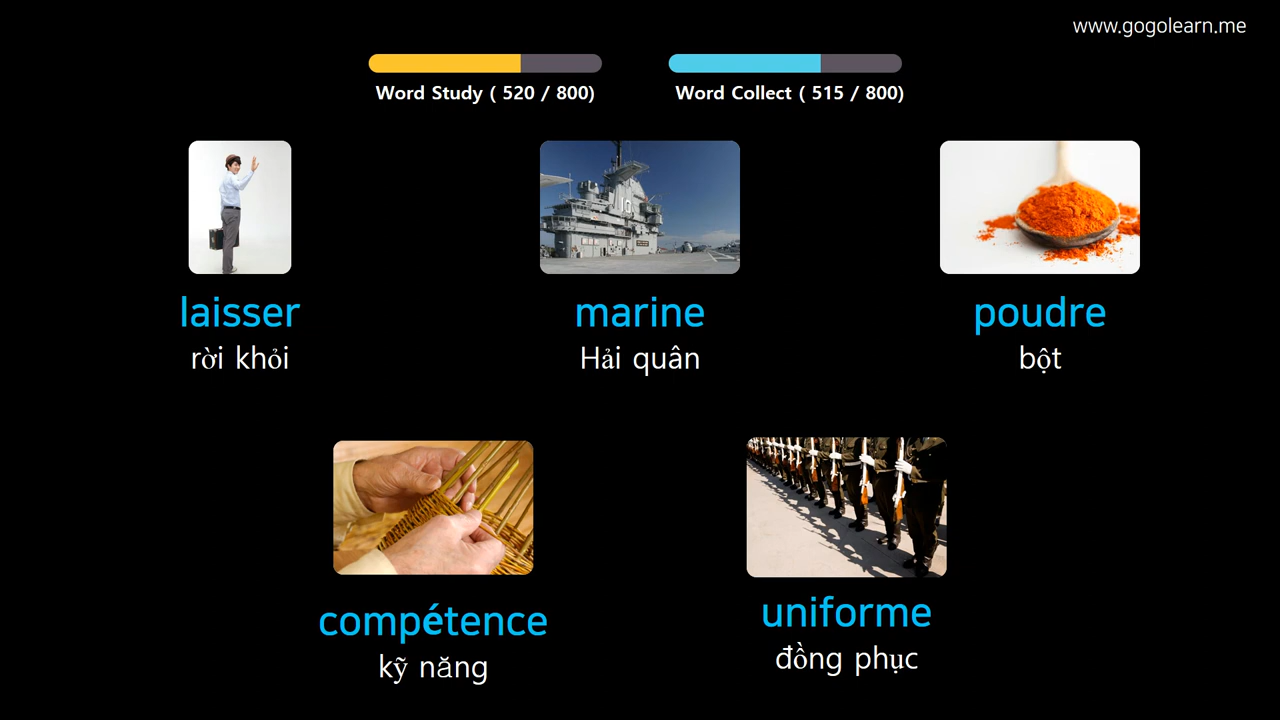 www.gogolearn.me
Word Study ( 520 / 800)
Word Collect ( 515 / 800)
laisser
rời khỏi
marine
Hải quân
poudre
bột
compétence
kỹ năng
uniforme
đồng phục